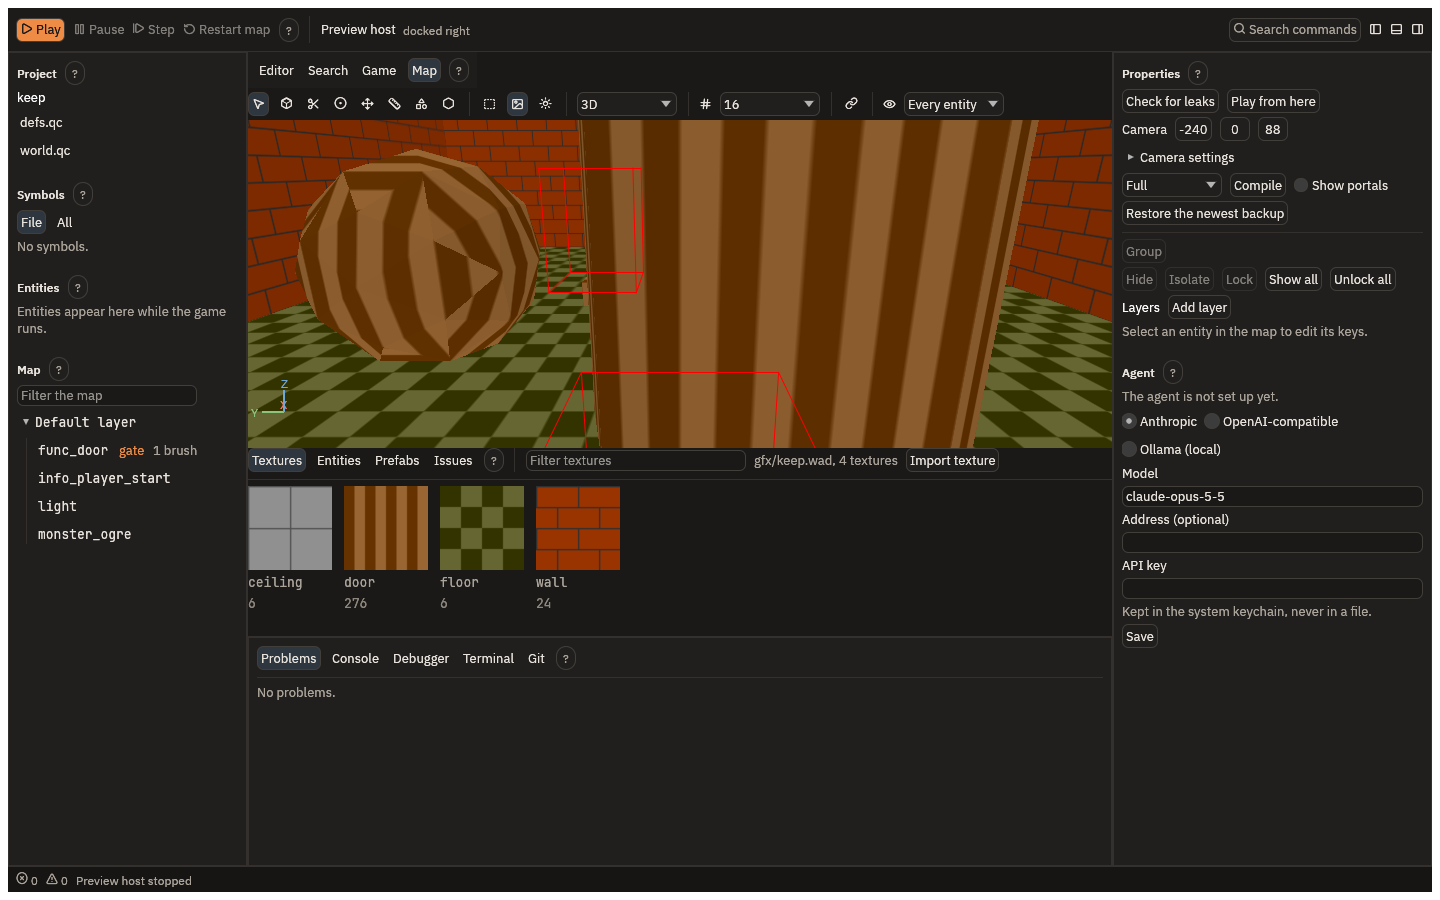 Play Pause Step Restart map ? Preview host docked right Search commands
Project ?
keep
defs.qc
world.qc
Symbols ?
File All
No symbols.
Entities ?
Entities appear here while the game
runs.
Map ?
Filter the map
Default layer
func_door gate 1 brush
info_player_start
light
monster_ogre
Editor Search Game Map ?
3D 16 Every entity
Z
Y X
Textures Entities Prefabs Issues ? Filter textures gfx/keep.wad, 4 textures Import texture
ceiling door floor wall
6 276 6 24
Problems Console Debugger Terminal Git ?
No problems.
Properties ?
Check for leaks Play from here
Camera -240 0 88
Camera settings
Full Compile Show portals
Restore the newest backup
Group
Hide Isolate Lock Show all Unlock all
Layers Add layer
Select an entity in the map to edit its keys.
Agent ?
The agent is not set up yet.
Anthropic OpenAI-compatible
Ollama (local)
Model
claude-opus-5-5
Address (optional)
API key
Kept in the system keychain, never in a file.
Save
0 0 Preview host stopped